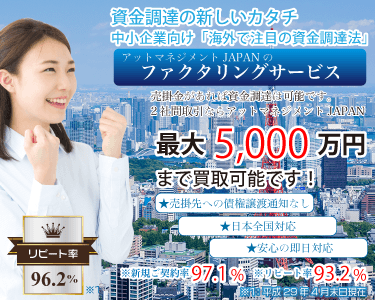 資金調達の新しいカタチ
中小企業向け「海外で注目の資金調達法」
アットマネジメントJAPANの
ファクタリングサービス
売掛金があれば資金調達は可能です。
2社間取引ならアットマネジメントJAPAN
最大 5,000 万円
まで買取可能です！
★売掛先への債権譲渡通知なし
★日本全国対応
★安心の即日対応
リピート率
96.2% ※
※新規ご契約率97.1% ※リピート率93.2%
※平成29年4月末日現在